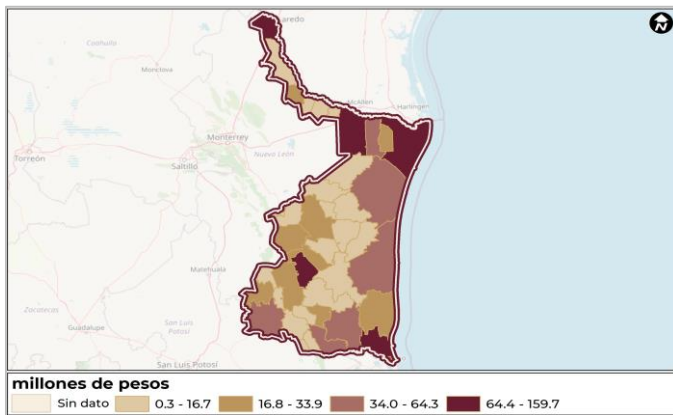 Laredo
Coahuila
Monclova
McAllen
Harlingen
Monterrey
Nuevo León
Torreón
Saltillo
Matehuala
Zacatecas
Guadalupe
San Luis
Potosí
San Luis Potosí
N
millones de pesos
Sin dato
0.3 - 16.7
16.8 - 33.9
34.0 - 64.3
64.4 - 159.7